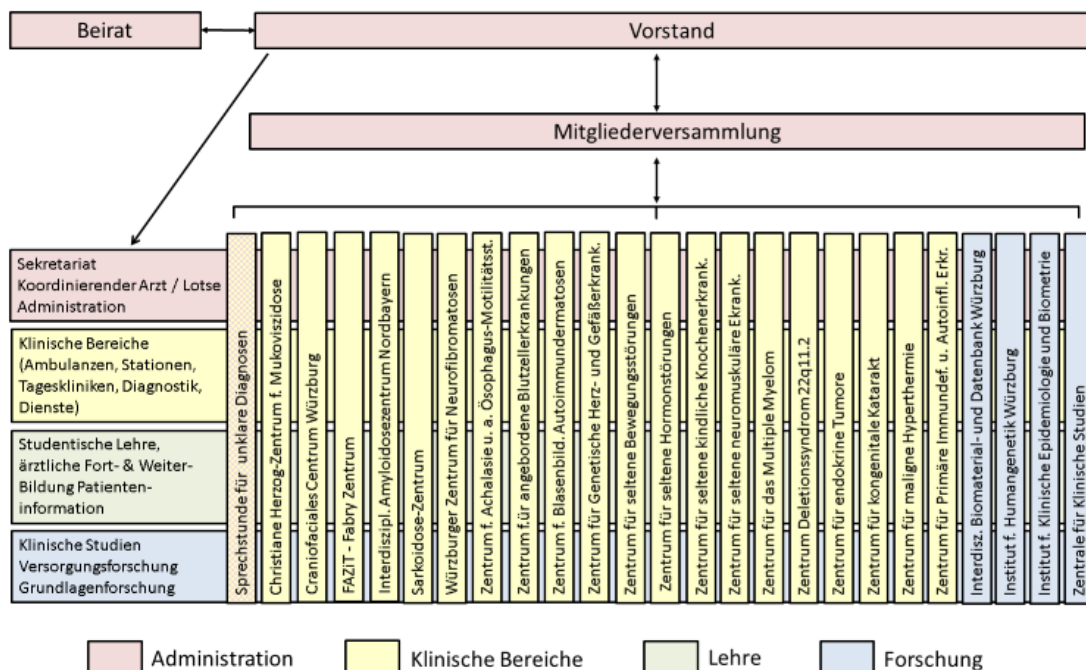 Beirat
Vorstand
Mitgliederversammlung
Sekretariat
Koordinierender Arzt / Lotse
Administration
Klinische Bereiche
(Ambulanzen, Stationen,
Tageskliniken, Diagnostik,
Dienste)
Studentische Lehre,
ärztliche Fort- & Weiter-
Bildung Patienten-
information
Klinische Studien
Versorgungsforschung
Grundlagenforschung
Sprechstunde für unklare Diagnosen
Christiane Herzog-Zentrum f. Mukoviszidose
Craniofaciales Centrum Würzburg
FAZiT - Fabry Zentrum
Interdiszipl. Amyloidosezentrum Nordbayern
Sarkoidose-Zentrum
Würzburger Zentrum für Neurofibromatosen
Zentrum f. Achalasie u. a. Ösophagus-Motilitätsst.
Zentrum f.ür angebordene Blutzellerkrankungen
Zentrum f. Blasenbild. Autoimmundermatosen
Zentrum für Genetische Herz- und Gefäßerkrank.
Zentrum für seltene Bewegungsstörungen
Zentrum für seltene Hormonstörungen
Zentrum für seltene kindliche Knochenerkrank.
Zentrum für seltene neuromuskuläre Ekrank.
Zentrum für das Multiple Myelom
Zentrum Deletionssyndrom 22q11.2
Zentrum für endokrine Tumore
Zentrum für kongenitale Katarakt
Zentrum für maligne Hyperthermie
Zentrum für Primäre Immundef. u. Autoinfl. Erkr.
Interdisz. Biomaterial- und Datenbank Würzburg
Institut f. Humangenetik Würzburg
Institut f. Klinische Epidemiologie und Biometrie
Zentrale für Klinische Studien
Administration
Klinische Bereiche
Lehre
Forschung